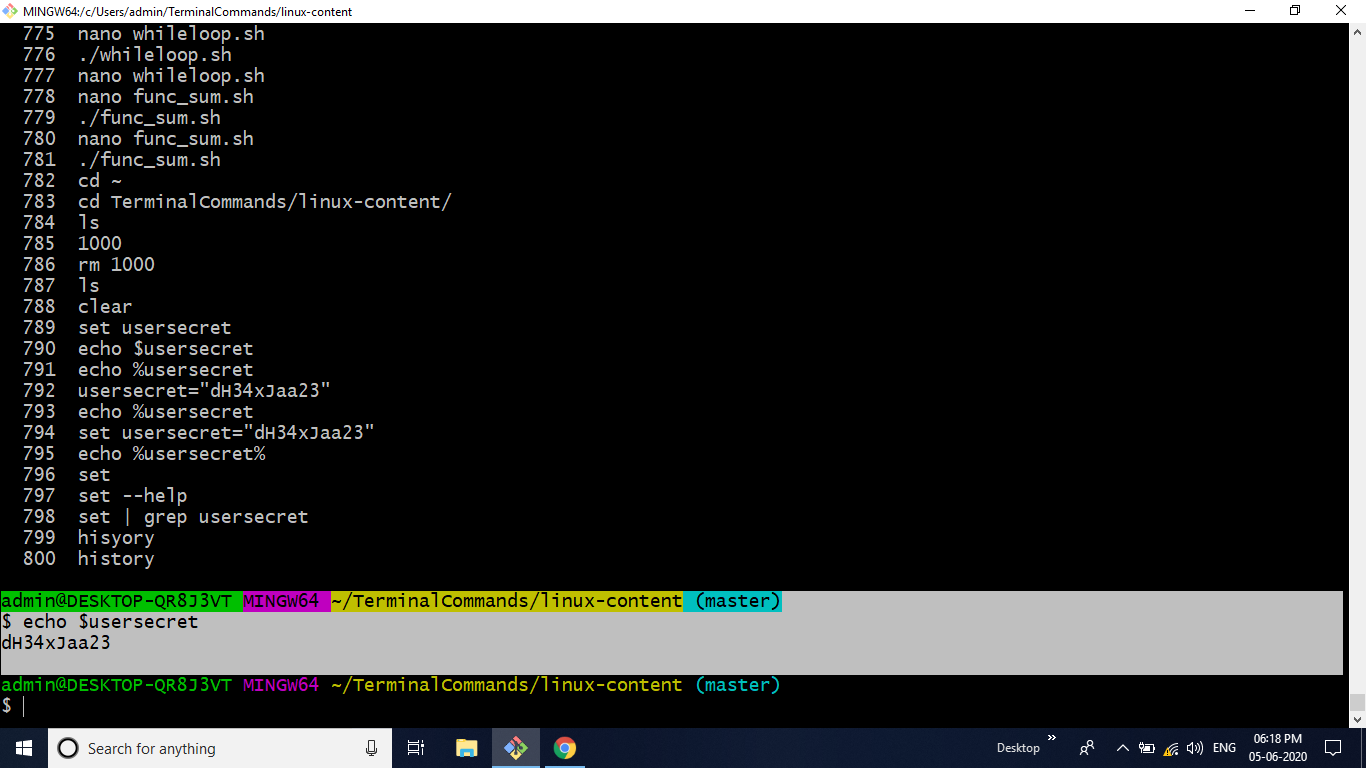 MINGW64:/c/Users/admin/TerminalCommands/linux-content
775 nano whileloop.sh
776 ./whileloop.sh
777 nano whileloop.sh
778 nano func_sum.sh
779 ./func_sum.sh
780 nano func_sum.sh
781 ./func_sum.sh
782 cd ~
783 cd TerminalCommands/linux-content/
784 ls
785 1000
786 rm 1000
787 ls
788 clear
789 set usersecret
790 echo $usersecret
791 echo %usersecret
792 usersecret="dH34xJaa23"
793 echo %usersecret
794 set usersecret="dH34xJaa23"
795 echo %usersecret%
796 set
797 set --help
798 set | grep usersecret
799 hisyory
800 history
admin@DESKTOP-QR8J3VT MINGW64 ~/TerminalCommands/linux-content (master)
$ echo $usersecret
dH34xJaa23
admin@DESKTOP-QR8J3VT MINGW64 ~/TerminalCommands/linux-content (master)
$
Search for anything
Desktop
ENG
06:18 PM
05-06-2020